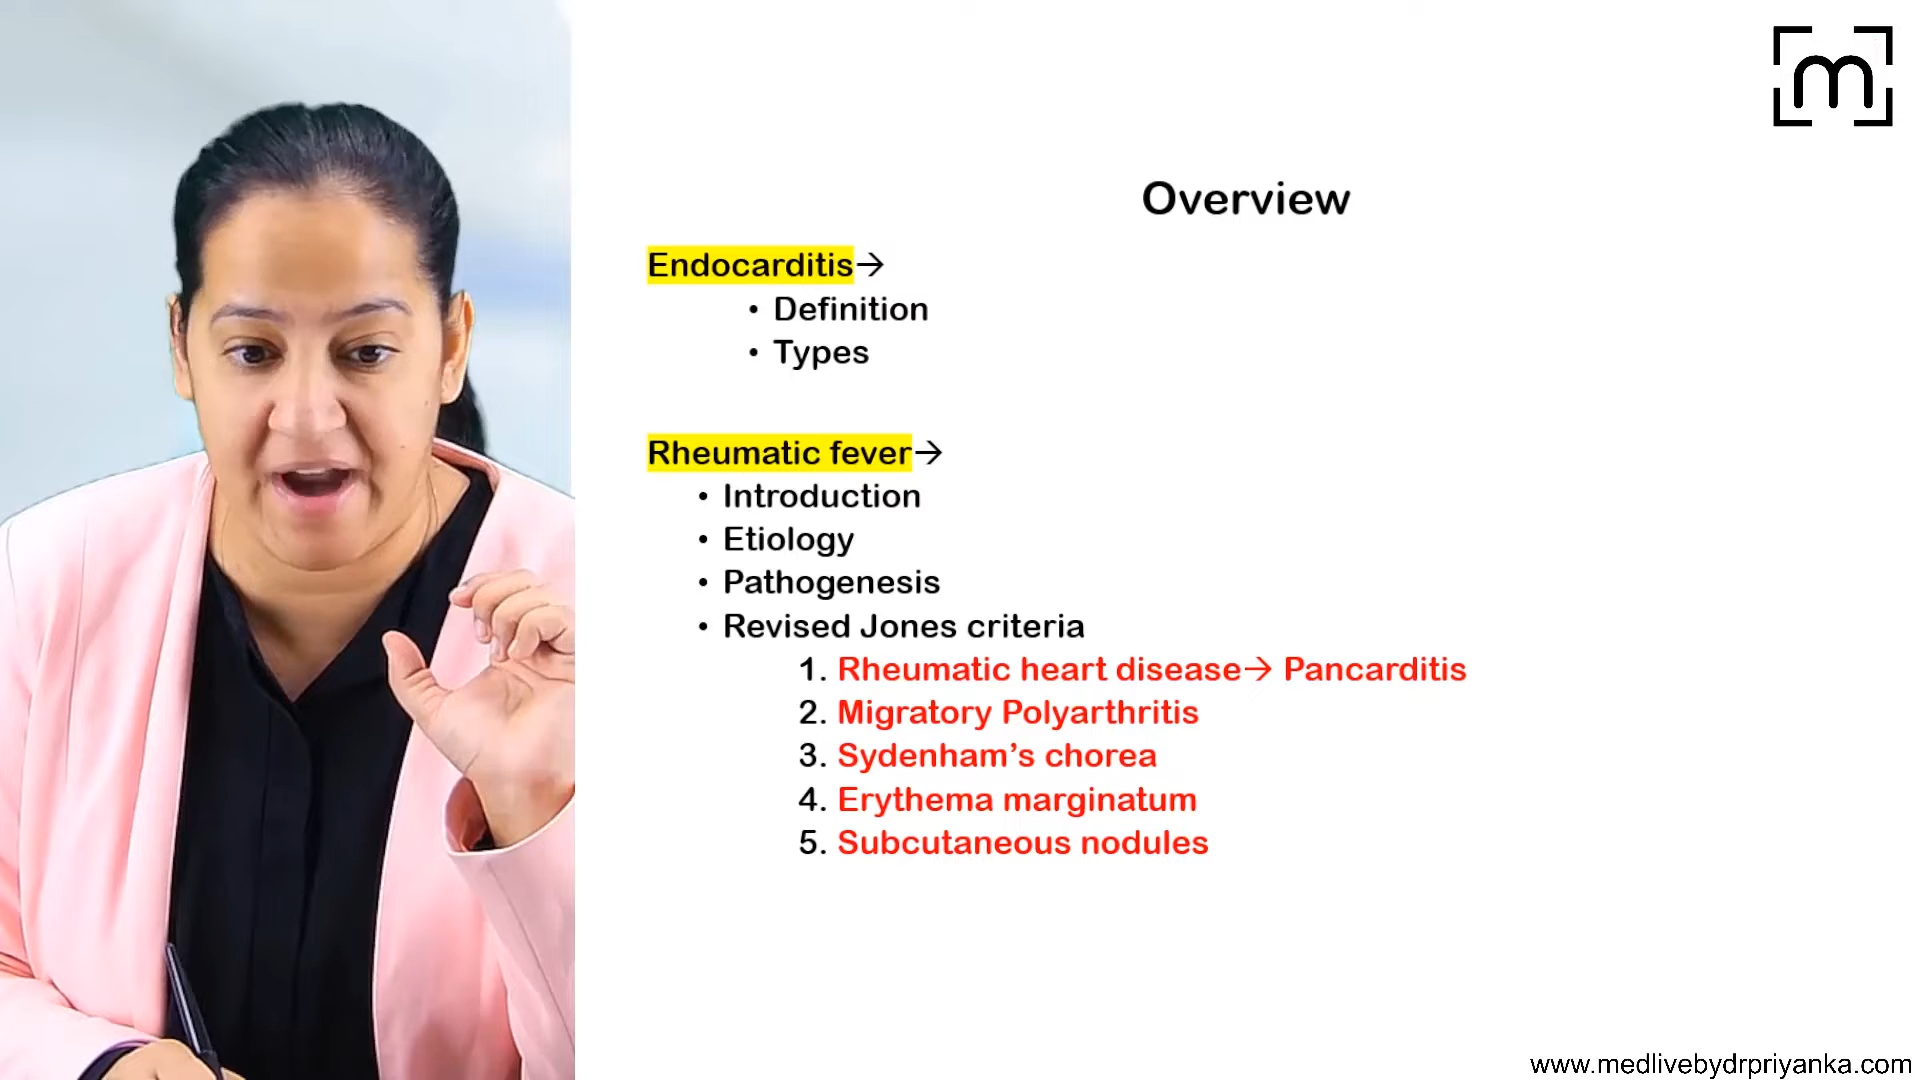 m
Overview
Endocarditis→
• Definition
• Types
Rheumatic fever→
• Introduction
• Etiology
• Pathogenesis
• Revised Jones criteria
1. Rheumatic heart disease→ Pancarditis
2. Migratory Polyarthritis
3. Sydenham’s chorea
4. Erythema marginatum
5. Subcutaneous nodules
www.medlivebydrpriyanka.com